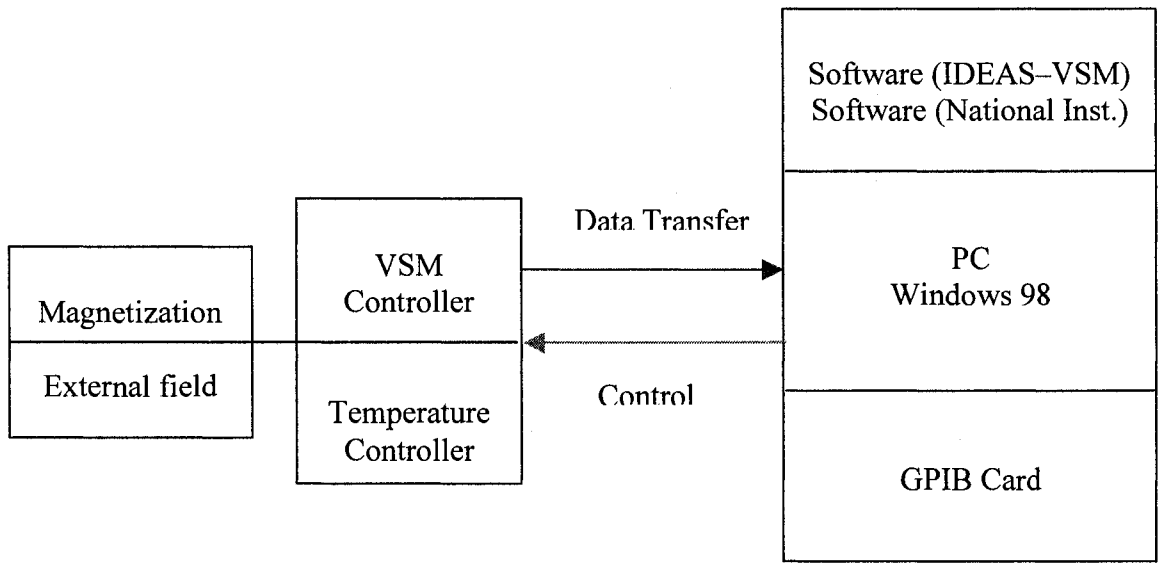 Software (IDEAS–VSM)
Software (National Inst.)
Data Transfer
VSM
Controller
PC
Windows 98
Magnetization
External field
Control
Temperature
Controller
GPIB Card